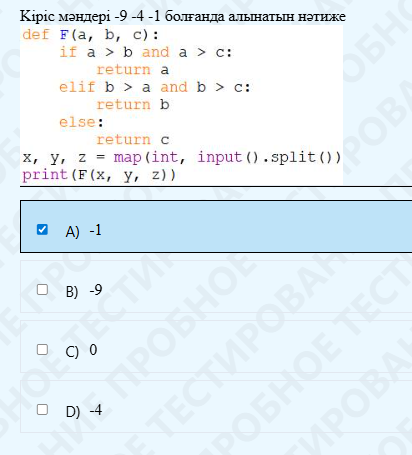 Кіріс мәндері -9 -4 -1 болғанда алынатын нәтиже
def F(a, b, c):
    if a > b and a > c:
        return a
    elif b > a and b > c:
        return b
    else:
        return c
x, y, z = map(int, input().split())
print(F(x, y, z))
A) -1
B) -9
C) 0
D) -4